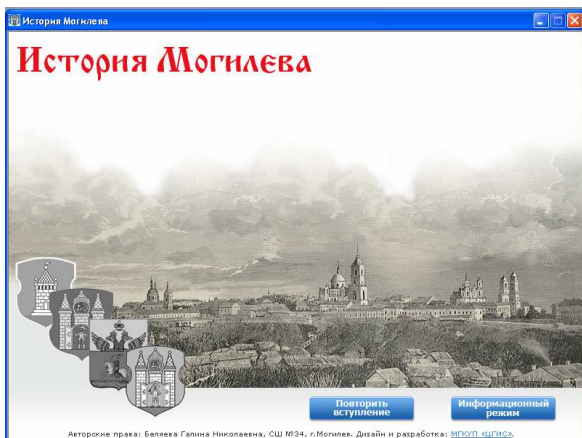 История Могилева
История Могилева
Повторить
вступление
Информационный
режим
Авторские права: Беляева Галина Николаевна, СШ №34, г.Могилев. Дизайн и разработка: МГКУП «ЦГИС».